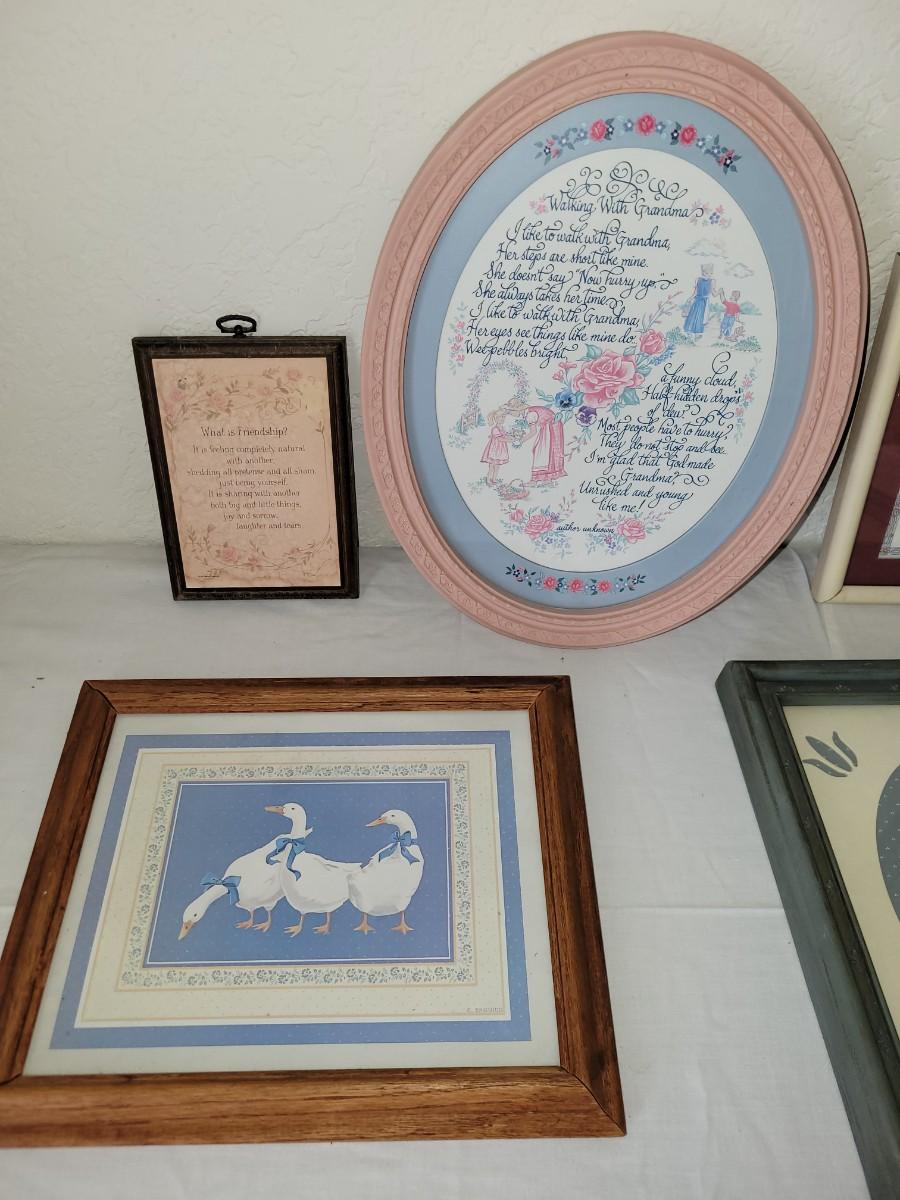 What is Friendship?
It is feeling completely natural
with another,
shedding all pretense and all sham
just being yourself.
It is sharing with another
both big and little things,
joy and sorrow,
laughter and tears.
Walking With Grandma
I like to walk with Grandma,
Her steps are short like mine.
She doesn't say "Now hurry up,"
She always takes her time.
I like to walk with Grandma,
Her eyes see things like mine do:
Wee pebbles bright,
a funny cloud,
Half hidden drops
of dew.
Most people have to hurry,
They do not stop and see.
I'm glad that God made
Grandma
Unrushed and young
like me!
author unknown